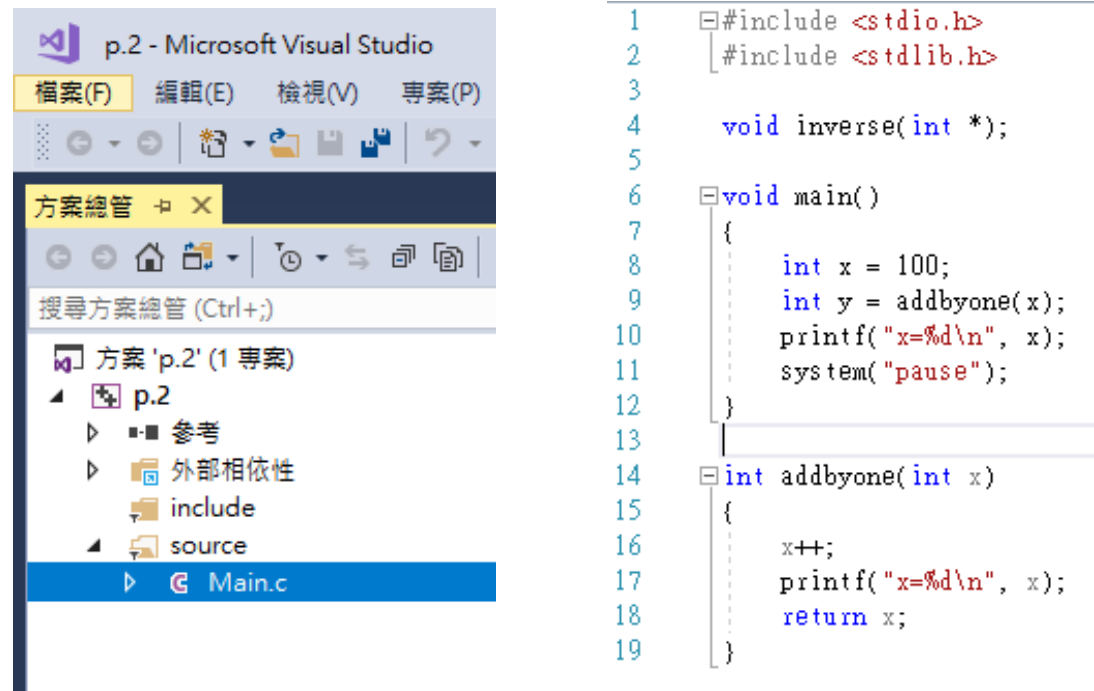 p.2 - Microsoft Visual Studio
檔案(F) 編輯(E) 檢視(V) 專案(P)
方案總管
搜尋方案總管 (Ctrl+;)
方案 'p.2' (1 專案)
p.2
參考
外部相依性
include
source
Main.c
1 #include <stdio.h>
2 #include <stdlib.h>
3
4 void inverse(int *);
5
6 void main()
7 {
8 int x = 100;
9 int y = addbyone(x);
10 printf("x=%d\n", x);
11 system("pause");
12 }
13
14 int addbyone(int x)
15 {
16 x++;
17 printf("x=%d\n", x);
18 return x;
19 }